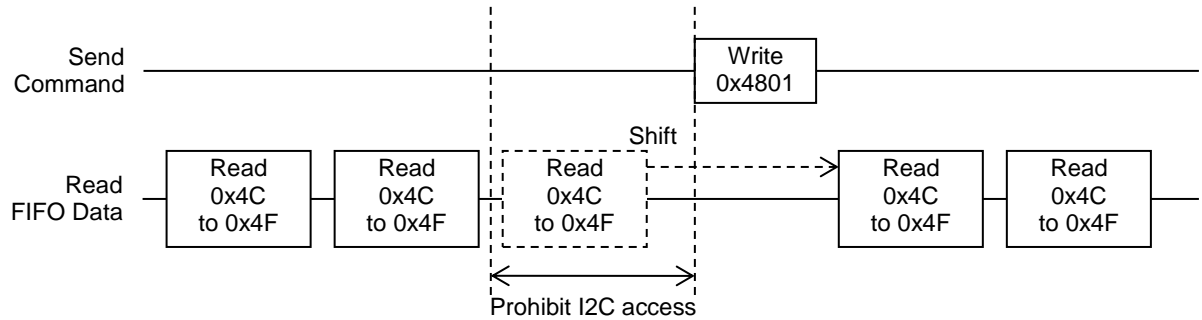 Send
Command
Write
0x4801
Shift
Read
FIFO Data
Read
0x4C
to 0x4F
Read
0x4C
to 0x4F
Read
0x4C
to 0x4F
Read
0x4C
to 0x4F
Read
0x4C
to 0x4F
Prohibit I2C access